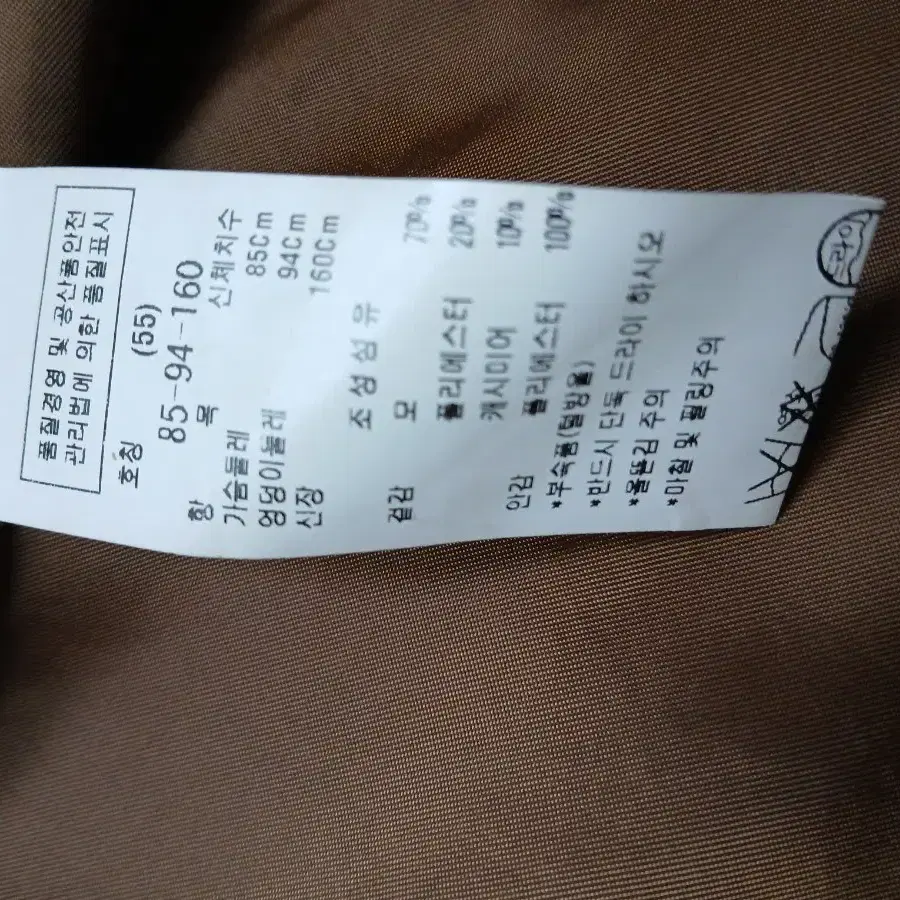 품질경영 및 공산품안전
관리법에 의한 품질표시
호칭 (55)
85-94-160
항 목 신체치수
가슴둘레 85Cm
엉덩이둘레 94Cm
신장 160Cm
조성섬유
겉감 모 70%
폴리에스터 20%
캐시미어 10%
안감 폴리에스터 100%
*부속품(털방울)
*반드시 단독 드라이 하시오
*올뜯김 주의
*마찰 및 필링주의